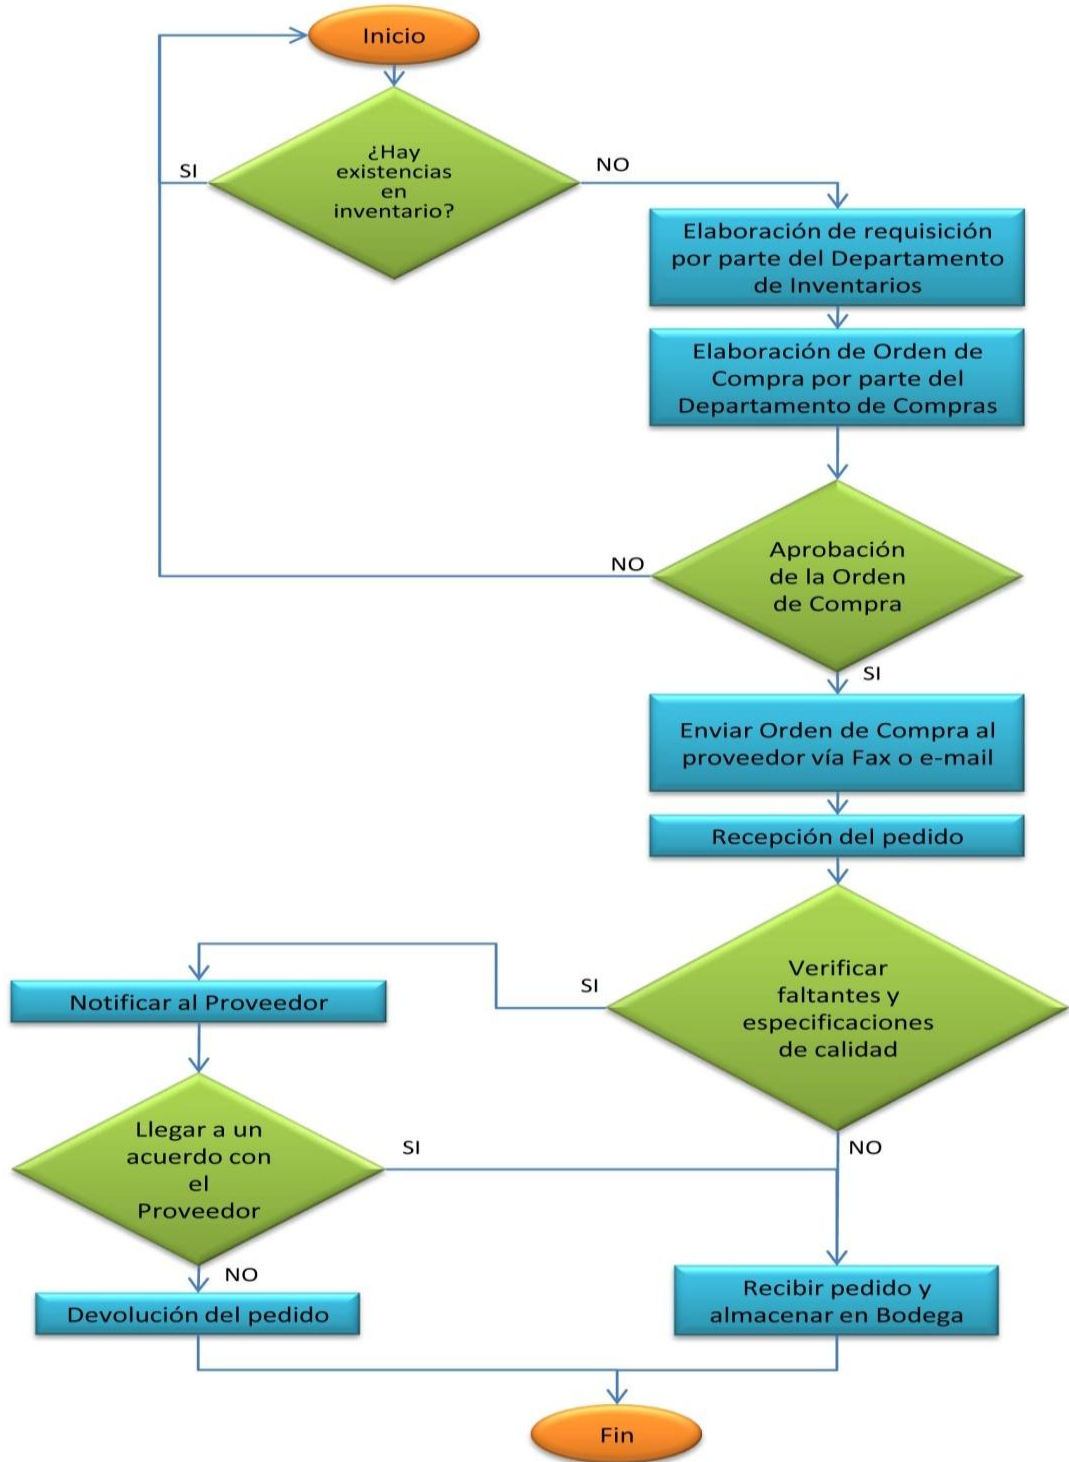 Inicio
¿Hay
existencias
en
inventario?
SI
NO
Elaboración de requisición
por parte del Departamento
de Inventarios
Elaboración de Orden de
Compra por parte del
Departamento de Compras
Aprobación
de la Orden
de Compra
NO
SI
Enviar Orden de Compra al
proveedor vía Fax o e-mail
Recepción del pedido
Verificar
faltantes y
especificaciones
de calidad
SI
NO
Notificar al Proveedor
Llegar a un
acuerdo con
el
Proveedor
SI
NO
Devolución del pedido
Recibir pedido y
almacenar en Bodega
Fin